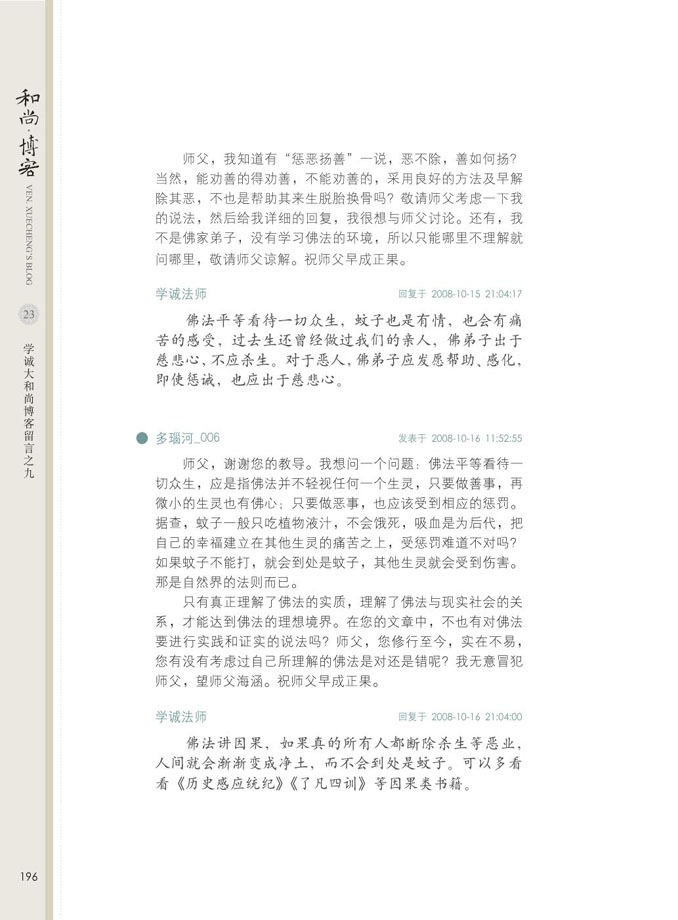 和尚·博客
VEN. XUECHENG'S BLOG
23
学诚大和尚博客留言之九
师父，我知道有“惩恶扬善”一说，恶不除，善如何扬？
当然，能劝善的得劝善，不能劝善的，采用良好的方法及早解
除其恶，不也是帮助其来生脱胎换骨吗？敬请师父考虑一下我
的说法，然后给我详细的回复，我很想与师父讨论。还有，我
不是佛家弟子，没有学习佛法的环境，所以只能哪里不理解就
问哪里，敬请师父谅解。祝师父早成正果。
学诚法师 回复于 2008-10-15 21:04:17
佛法平等看待一切众生，蚊子也是有情，也会有痛
苦的感受，过去生还曾经做过我们的亲人，佛弟子出于
慈悲心，不应杀生。对于恶人，佛弟子应发愿帮助、感化，
即使惩诫，也应出于慈悲心。
多瑙河_006 发表于 2008-10-16 11:52:55
师父，谢谢您的教导。我想问一个问题：佛法平等看待一
切众生，应是指佛法并不轻视任何一个生灵，只要做善事，再
微小的生灵也有佛心；只要做恶事，也应该受到相应的惩罚。
据查，蚊子一般只吃植物液汁，不会饿死，吸血是为后代，把
自己的幸福建立在其他生灵的痛苦之上，受惩罚难道不对吗？
如果蚊子不能打，就会到处是蚊子，其他生灵就会受到伤害。
那是自然界的法则而已。
只有真正理解了佛法的实质，理解了佛法与现实社会的关
系，才能达到佛法的理想境界。在您的文章中，不也有对佛法
要进行实践和证实的说法吗？师父，您修行至今，实在不易，
您有没有考虑过自己所理解的佛法是对还是错呢？我无意冒犯
师父，望师父海涵。祝师父早成正果。
学诚法师 回复于 2008-10-16 21:04:00
佛法讲因果，如果真的所有人都断除杀生等恶业，
人间就会渐渐变成净土，而不会到处是蚊子。可以多看
看《历史感应统纪》《了凡四训》等因果类书籍。
196